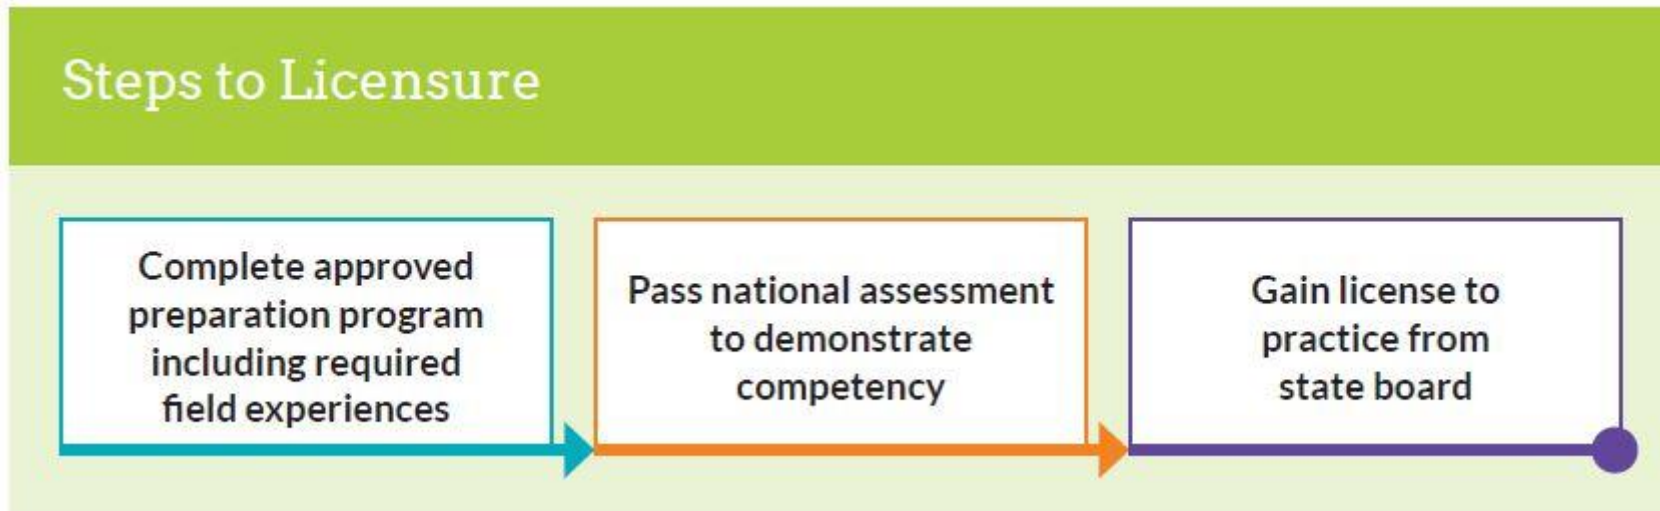 Steps to Licensure
Complete approved
preparation program
including required
field experiences
Pass national assessment
to demonstrate
competency
Gain license to
practice from
state board